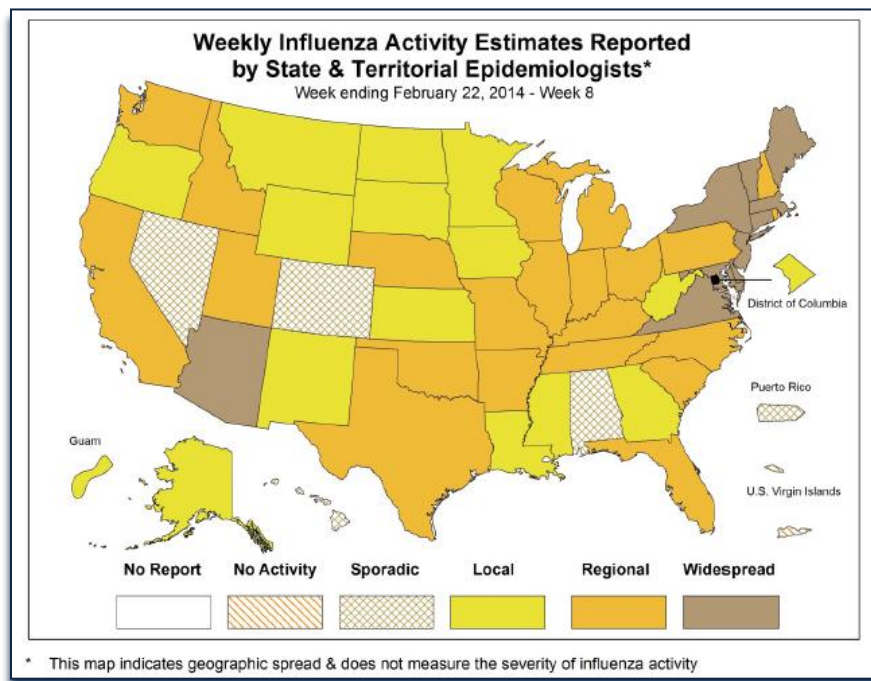 Weekly Influenza Activity Estimates Reported
by State & Territorial Epidemiologists*
Week ending February 22, 2014 - Week 8
District of Columbia
Puerto Rico
Guam
U.S. Virgin Islands
No Report No Activity Sporadic Local Regional Widespread
* This map indicates geographic spread & does not measure the severity of influenza activity